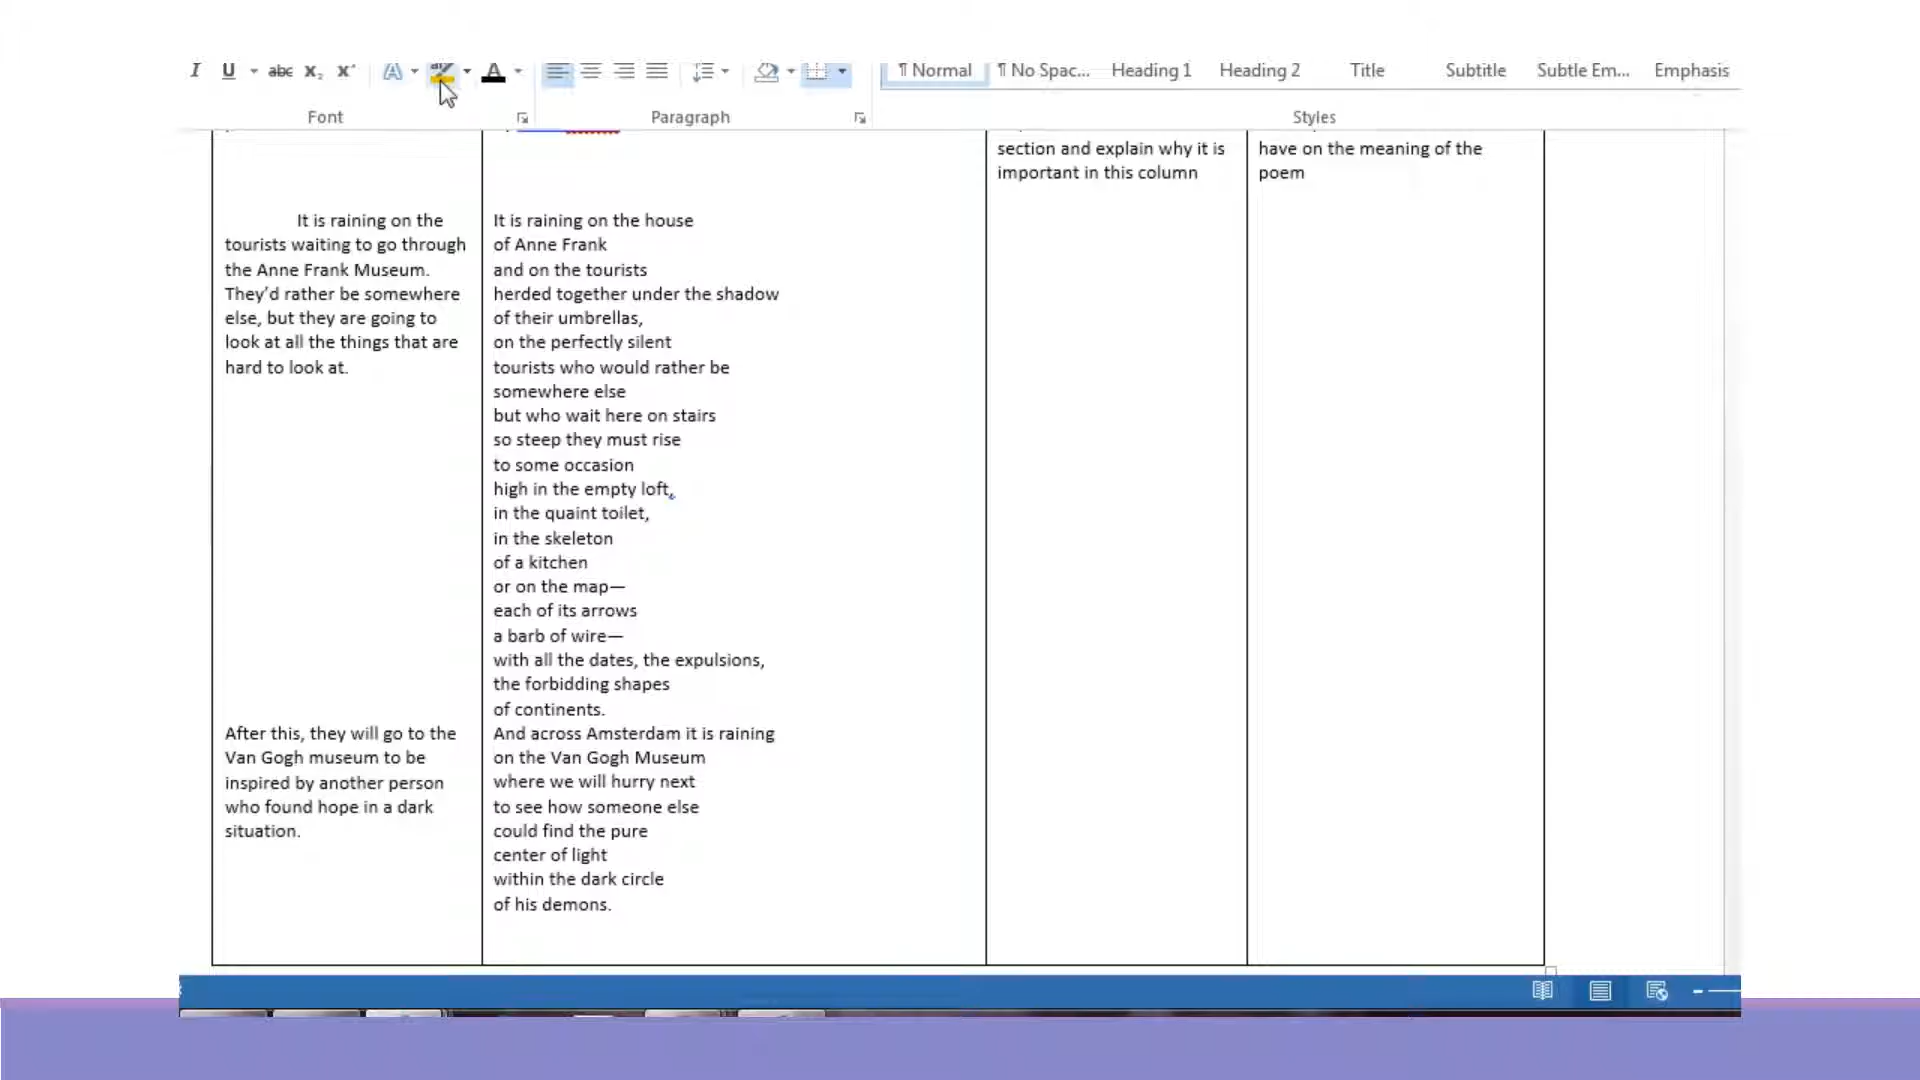 I U abc X₂ X' A A
¶ Normal ¶ No Spac... Heading 1 Heading 2 Title Subtitle Subtle Em... Emphasis
Font Paragraph Styles
section and explain why it is
important in this column
have on the meaning of the
poem
It is raining on the
tourists waiting to go through
the Anne Frank Museum.
They’d rather be somewhere
else, but they are going to
look at all the things that are
hard to look at.
After this, they will go to the
Van Gogh museum to be
inspired by another person
who found hope in a dark
situation.
It is raining on the house
of Anne Frank
and on the tourists
herded together under the shadow
of their umbrellas,
on the perfectly silent
tourists who would rather be
somewhere else
but who wait here on stairs
so steep they must rise
to some occasion
high in the empty loft,
in the quaint toilet,
in the skeleton
of a kitchen
or on the map—
each of its arrows
a barb of wire—
with all the dates, the expulsions,
the forbidding shapes
of continents.
And across Amsterdam it is raining
on the Van Gogh Museum
where we will hurry next
to see how someone else
could find the pure
center of light
within the dark circle
of his demons.